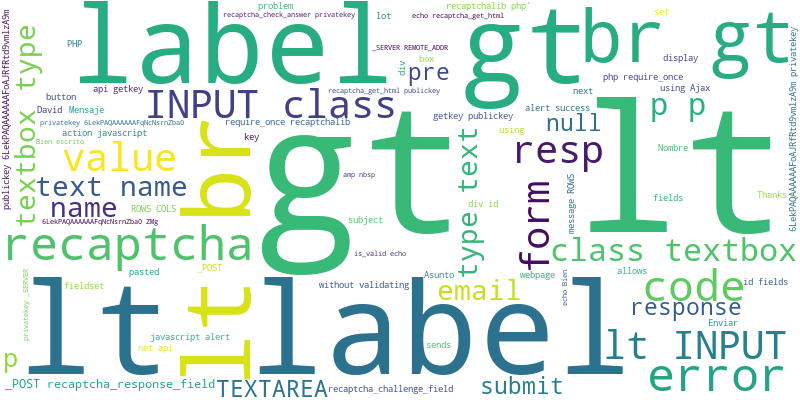 problem
recaptcha_check_answer privatekey
lot
echo recaptcha_get_html
recaptchalib php'
set
label
gt
br gt
PHP
_SERVER REMOTE_ADDR
box
div
pre
display
php require_once
api getkey
recaptcha_get_html publickey
next
using Ajax
button
INPUT class
David
Mensaje
getkey publickey
alert success
p p
privatekey 6LekPAQAAAAAAFqNcNsrnZba0
require_once recaptchalib
null
action javascript
key
using
Bien escrito
textbox type
publickey 6LekPAQAAAAAAFoAJRfRtd9vmlzA9m
6LekPAQAAAAAAFoAJRfRtd9vmlzA9m privatekey
value
br
gt
lt
type text
resp
Nombre
text name
amp nbsp
message ROWS
name
ROWS COLS
div id
fields
Thanks
6LekPAQAAAAAAFqNcNsrnZba0 ZMg
subject
form
recaptcha
is_valid echo
class textbox
_POST
privatekey _SERVER
pasted
fieldset
lt
lt
label
without validating
Asunto
email
webpage
echo Bien
allows
code
id fields
response
Enviar
javascript alert
net api
sends
lt INPUT
p
error
_POST recaptcha_response_field
TEXTAREA
recaptcha_challenge_field
submit